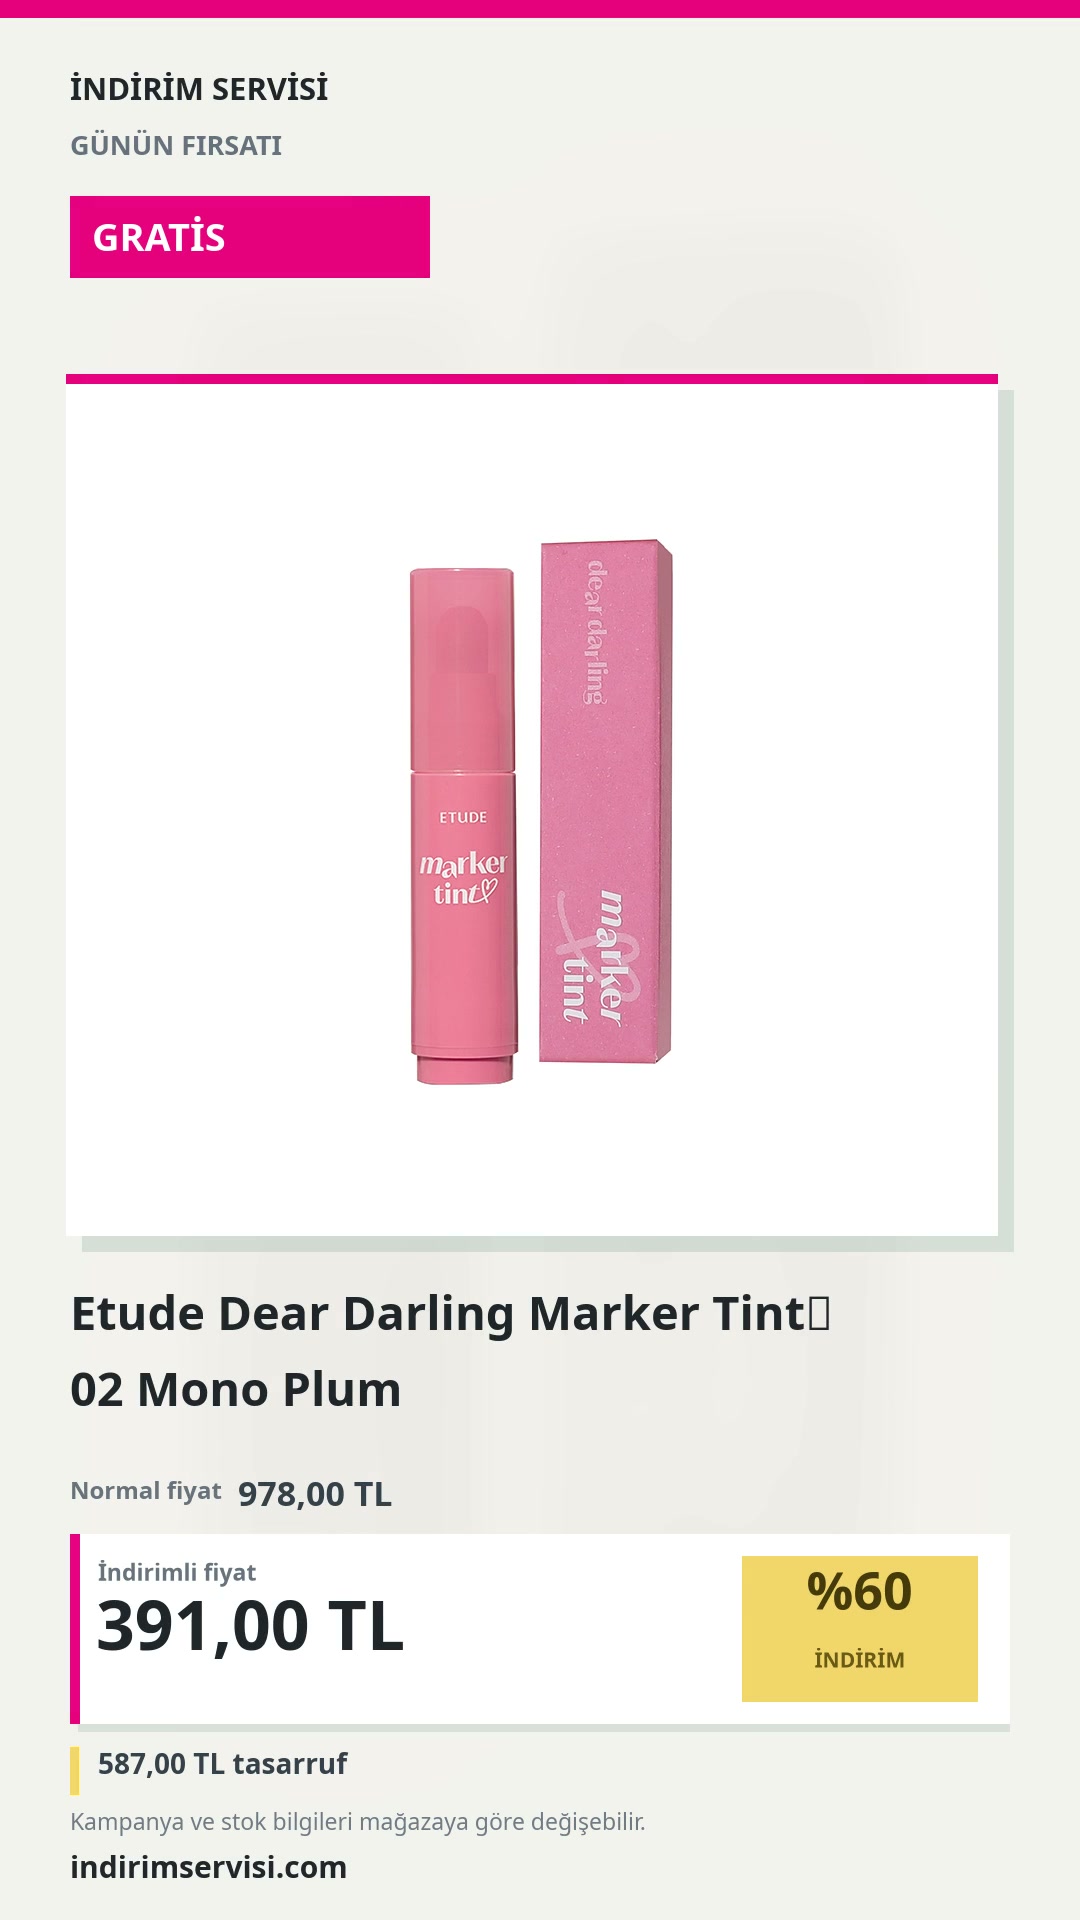 İNDİRİM SERVİSİ
GÜNÜN FIRSATI
GRATİS
dear darling
ETUDE
marker
tint
marker
tint
Etude Dear Darling Marker Tint
02 Mono Plum
Normal fiyat 978,00 TL
İndirimli fiyat
391,00 TL
%60
İNDİRİM
587,00 TL tasarruf
Kampanya ve stok bilgileri mağazaya göre değişebilir.
indirimservisi.com